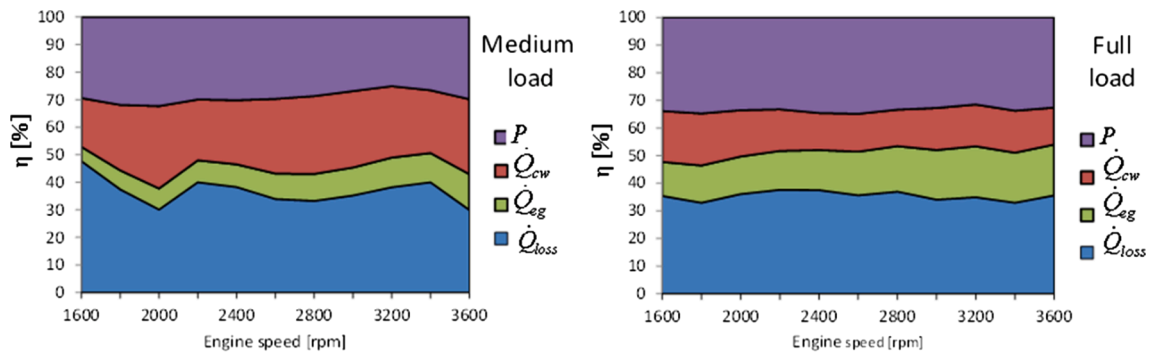 η [%]
100
90
80
70
60
50
40
30
20
10
0
1600
2000
2400
2800
3200
3600
Engine speed [rpm]
Medium
load
P
Q̇cw
Q̇eg
Q̇loss
η [%]
100
90
80
70
60
50
40
30
20
10
0
1600
2000
2400
2800
3200
3600
Engine speed [rpm]
Full
load
P
Q̇cw
Q̇eg
Q̇loss